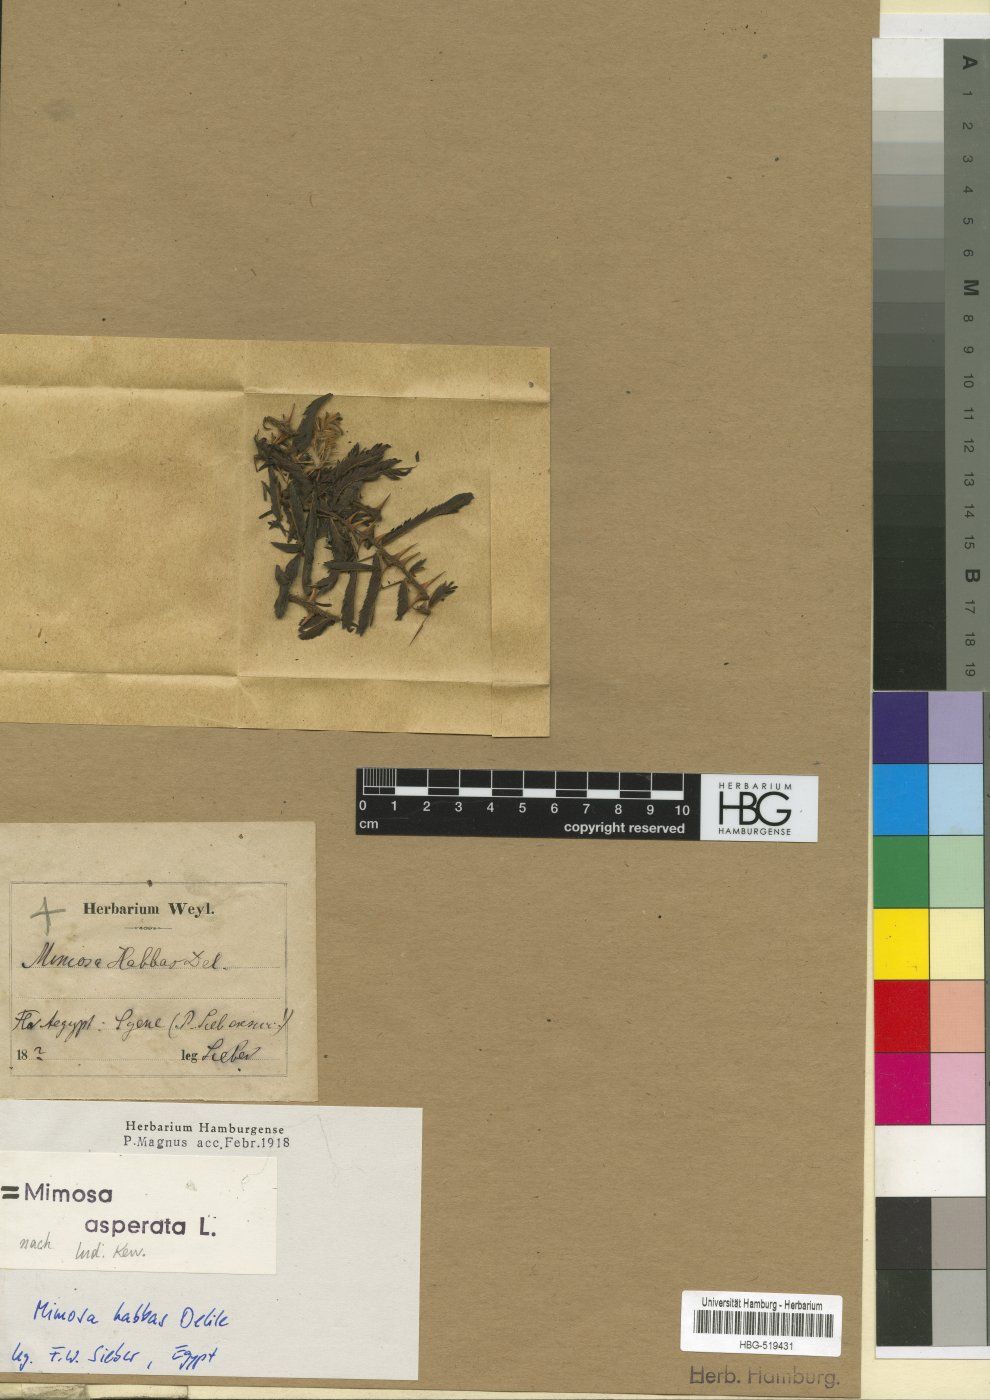 A
1
2
3
4
5
6
M
8
9
10
11
12
13
14
15
B
17
18
19
0 1 2 3 4 5 6 7 8 9 10
cm
copyright reserved
HERBARIUM
HBG
HAMBURGENSE
4
Herbarium Weyl.
Mimosa Habbas Del.
Aegypt: Syene
18 ?
leg Sieber
Herbarium Hamburgense
P. Magnus acc. Febr. 1918
=Mimosa
asperata L.
nach Ind. Kew.
Mimosa habbas Delile
leg. F.W. Sieber, Egypt
Universität Hamburg - Herbarium
HBG-519431
Herb. Hamburg.